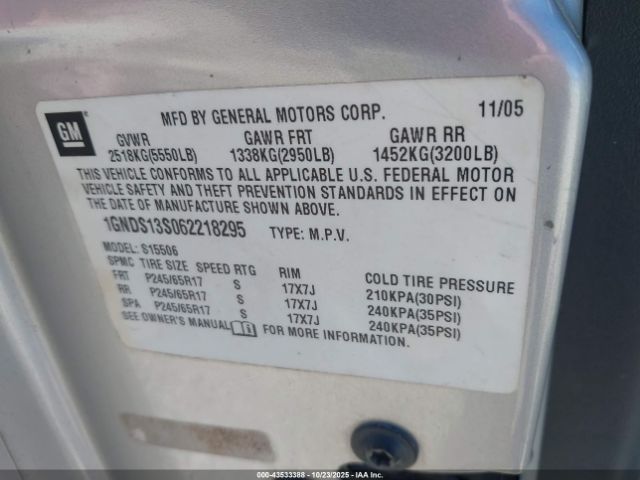 GM
MFD BY GENERAL MOTORS CORP. 11/05
GVWR GAWR FRT GAWR RR
2518KG(5550LB) 1338KG(2950LB) 1452KG(3200LB)
THIS VEHICLE CONFORMS TO ALL APPLICABLE U.S. FEDERAL MOTOR
VEHICLE SAFETY AND THEFT PREVENTION STANDARDS IN EFFECT ON
THE DATE OF MANUFACTURE SHOWN ABOVE.
1GNDS13S062218295 TYPE: M.P.V.
MODEL: S15506
SPMC TIRE SIZE SPEED RTG RIM COLD TIRE PRESSURE
FRT P245/65R17 S 17X7J 210KPA(30PSI)
RR P245/65R17 S 17X7J 240KPA(35PSI)
SPA P245/65R17 S 17X7J 240KPA(35PSI)
SEE OWNER'S MANUAL FOR MORE INFORMATION.
000-43533388 - 10/23/2025 - IAAI: Copart, Inc.